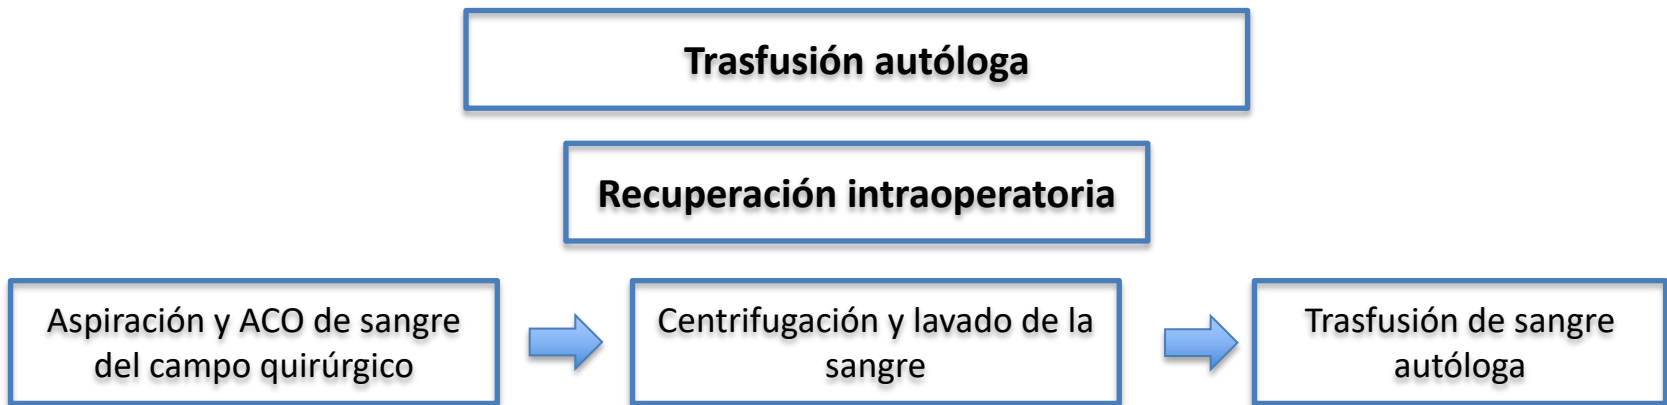 Trasfusión autóloga
Recuperación intraoperatoria
Aspiración y ACO de sangre
del campo quirúrgico
Centrifugación y lavado de la
sangre
Trasfusión de sangre
autóloga